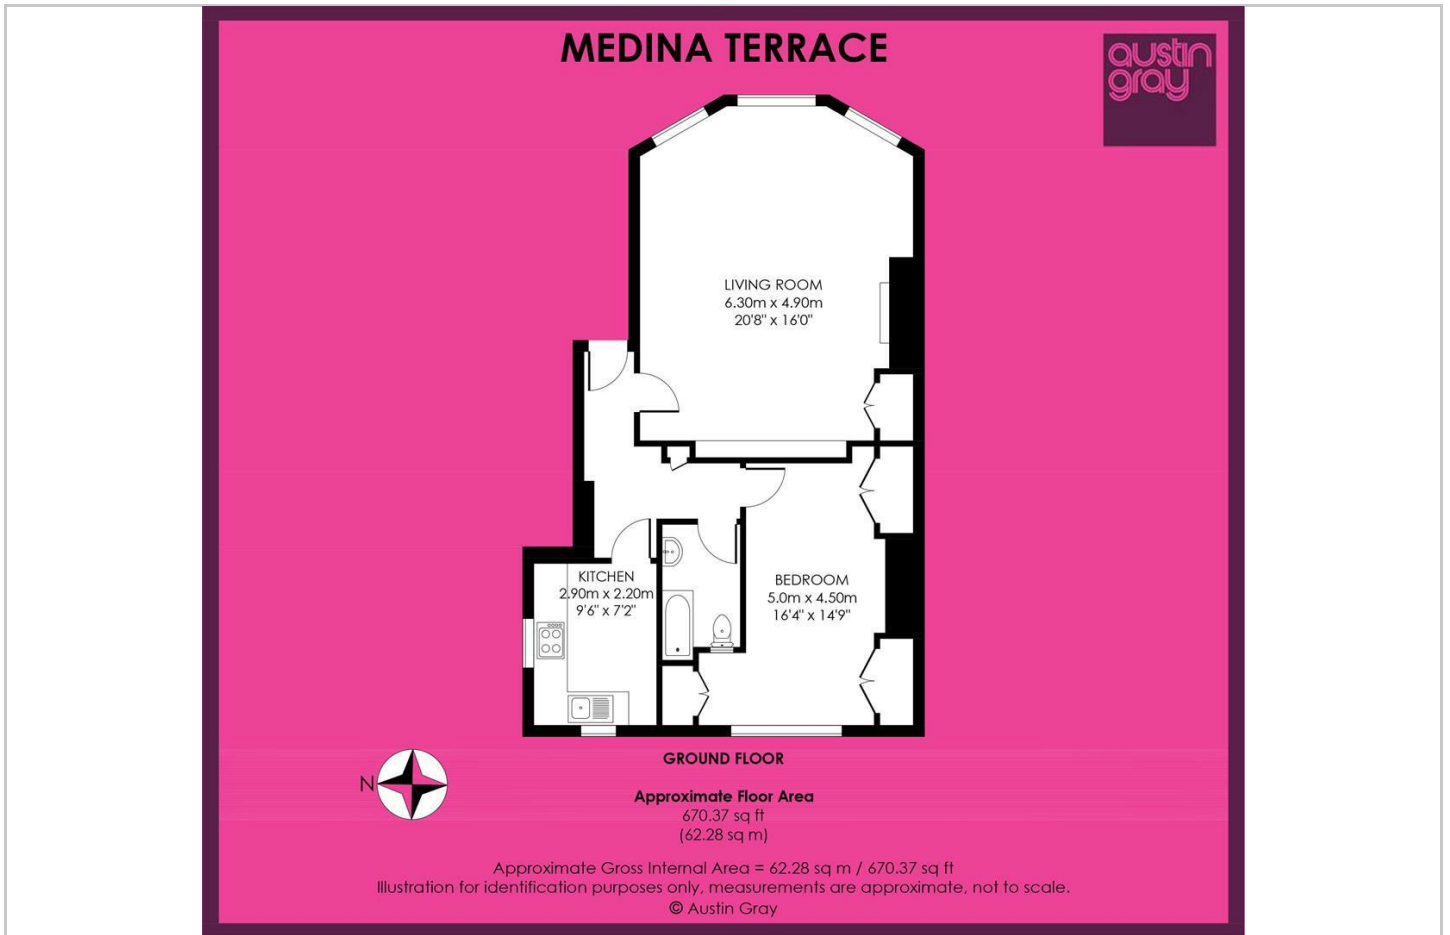 MEDINA TERRACE
austin
gray
LIVING ROOM
6.30m x 4.90m
20'8" x 16'0"
KITCHEN
2.90m x 2.20m
9'6" x 7'2"
BEDROOM
5.0m x 4.50m
16'4" x 14'9"
N
GROUND FLOOR
Approximate Floor Area
670.37 sq ft
(62.28 sq m)
Approximate Gross Internal Area = 62.28 sq m / 670.37 sq ft
Illustration for identification purposes only, measurements are approximate, not to scale.
© Austin Gray